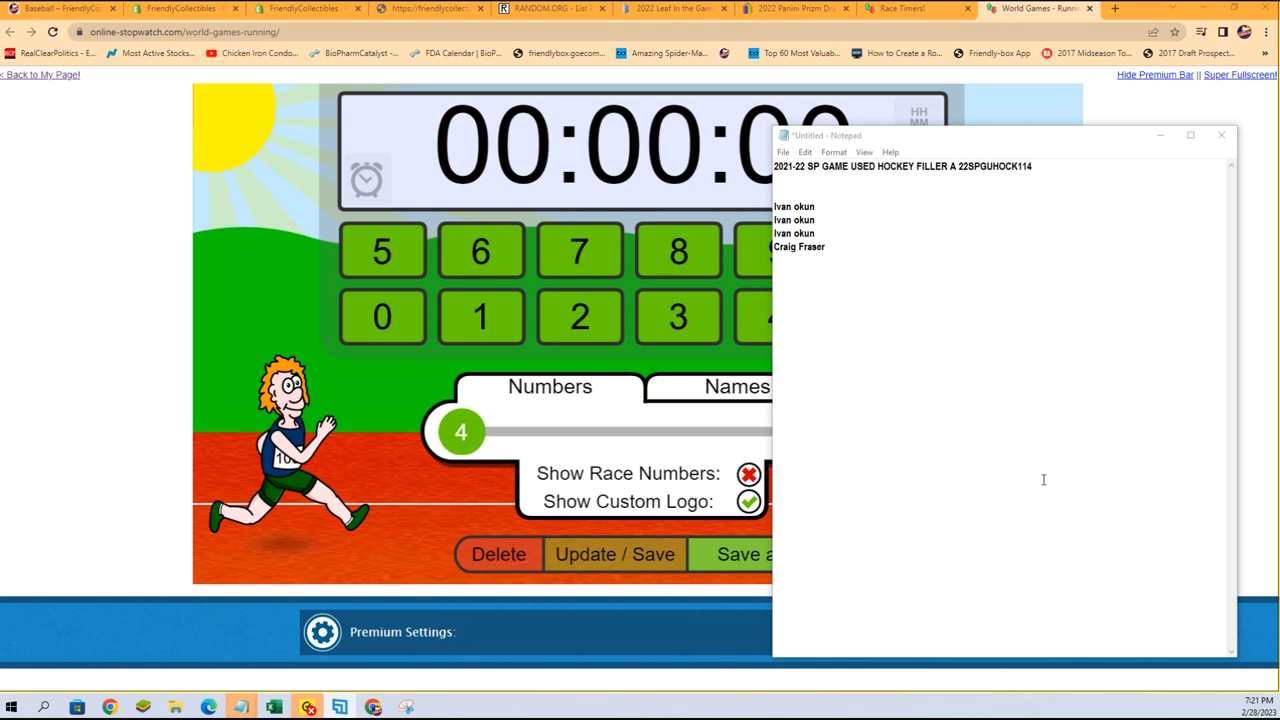 Baseball – FriendlyCo
FriendlyCollectibles - C
FriendlyCollectibles - P
https://friendlycollecti
RANDOM.ORG - List R
2022 Leaf In the Game
2022 Panini Prizm Dra
Race Timers!
World Games - Runni
online-stopwatch.com/world-games-running/
RealClearPolitics - E...
Most Active Stocks...
Chicken Iron Condo...
BioPharmCatalyst -...
FDA Calendar | BioP...
friendlybox.goecom...
Amazing Spider-Ma...
Top 60 Most Valuab...
How to Create a Ro...
Friendly-box App
2017 Midseason To...
2017 Draft Prospect...
< Back to My Page!
Hide Premium Bar || Super Fullscreen!
00:00:00
HH
MM
*Untitled - Notepad
File Edit Format View Help
2021-22 SP GAME USED HOCKEY FILLER A 22SPGUHOCK114
Ivan okun
Ivan okun
Ivan okun
Craig Fraser
5 6 7 8
0 1 2 3
Numbers
Names
4
Show Race Numbers:
Show Custom Logo:
Delete
Update / Save
Save a
Premium Settings:
7:21 PM
2/28/2023